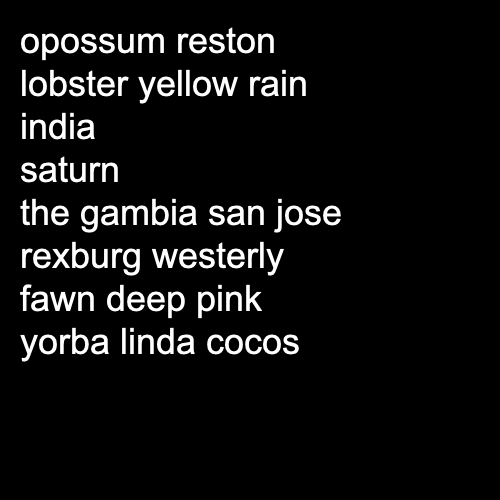 opossum reston
lobster yellow rain
india
saturn
the gambia san jose
rexburg westerly
fawn deep pink
yorba linda cocos